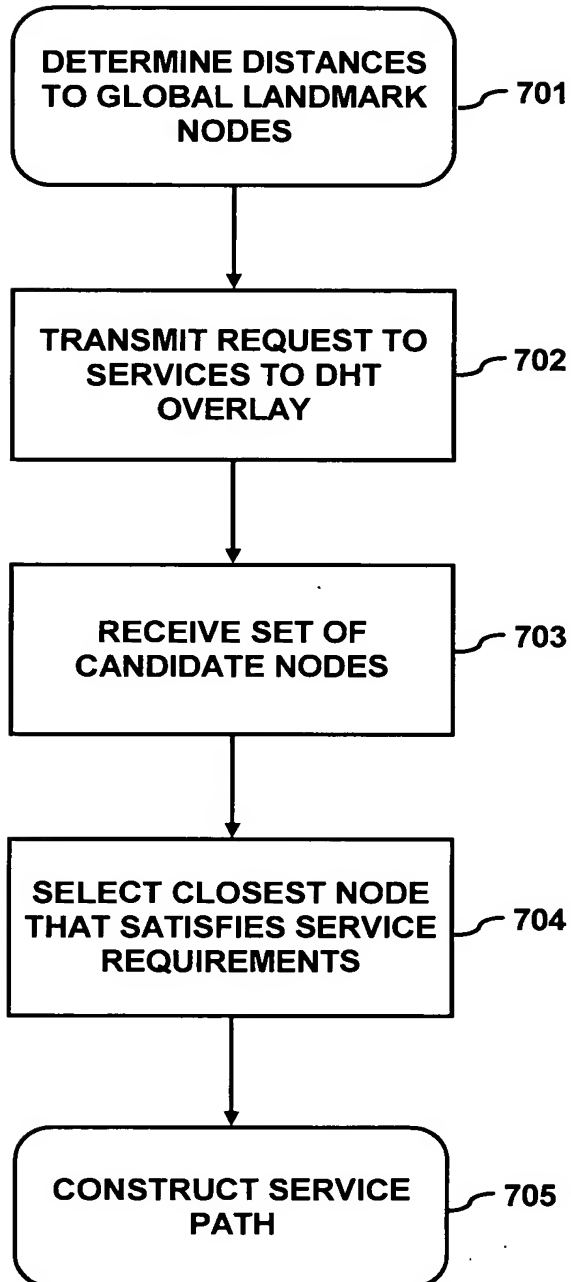 DETERMINE DISTANCES
TO GLOBAL LANDMARK
NODES
701
TRANSMIT REQUEST TO
SERVICES TO DHT
OVERLAY
702
RECEIVE SET OF
CANDIDATE NODES
703
SELECT CLOSEST NODE
THAT SATISFIES SERVICE
REQUIREMENTS
704
CONSTRUCT SERVICE
PATH
705